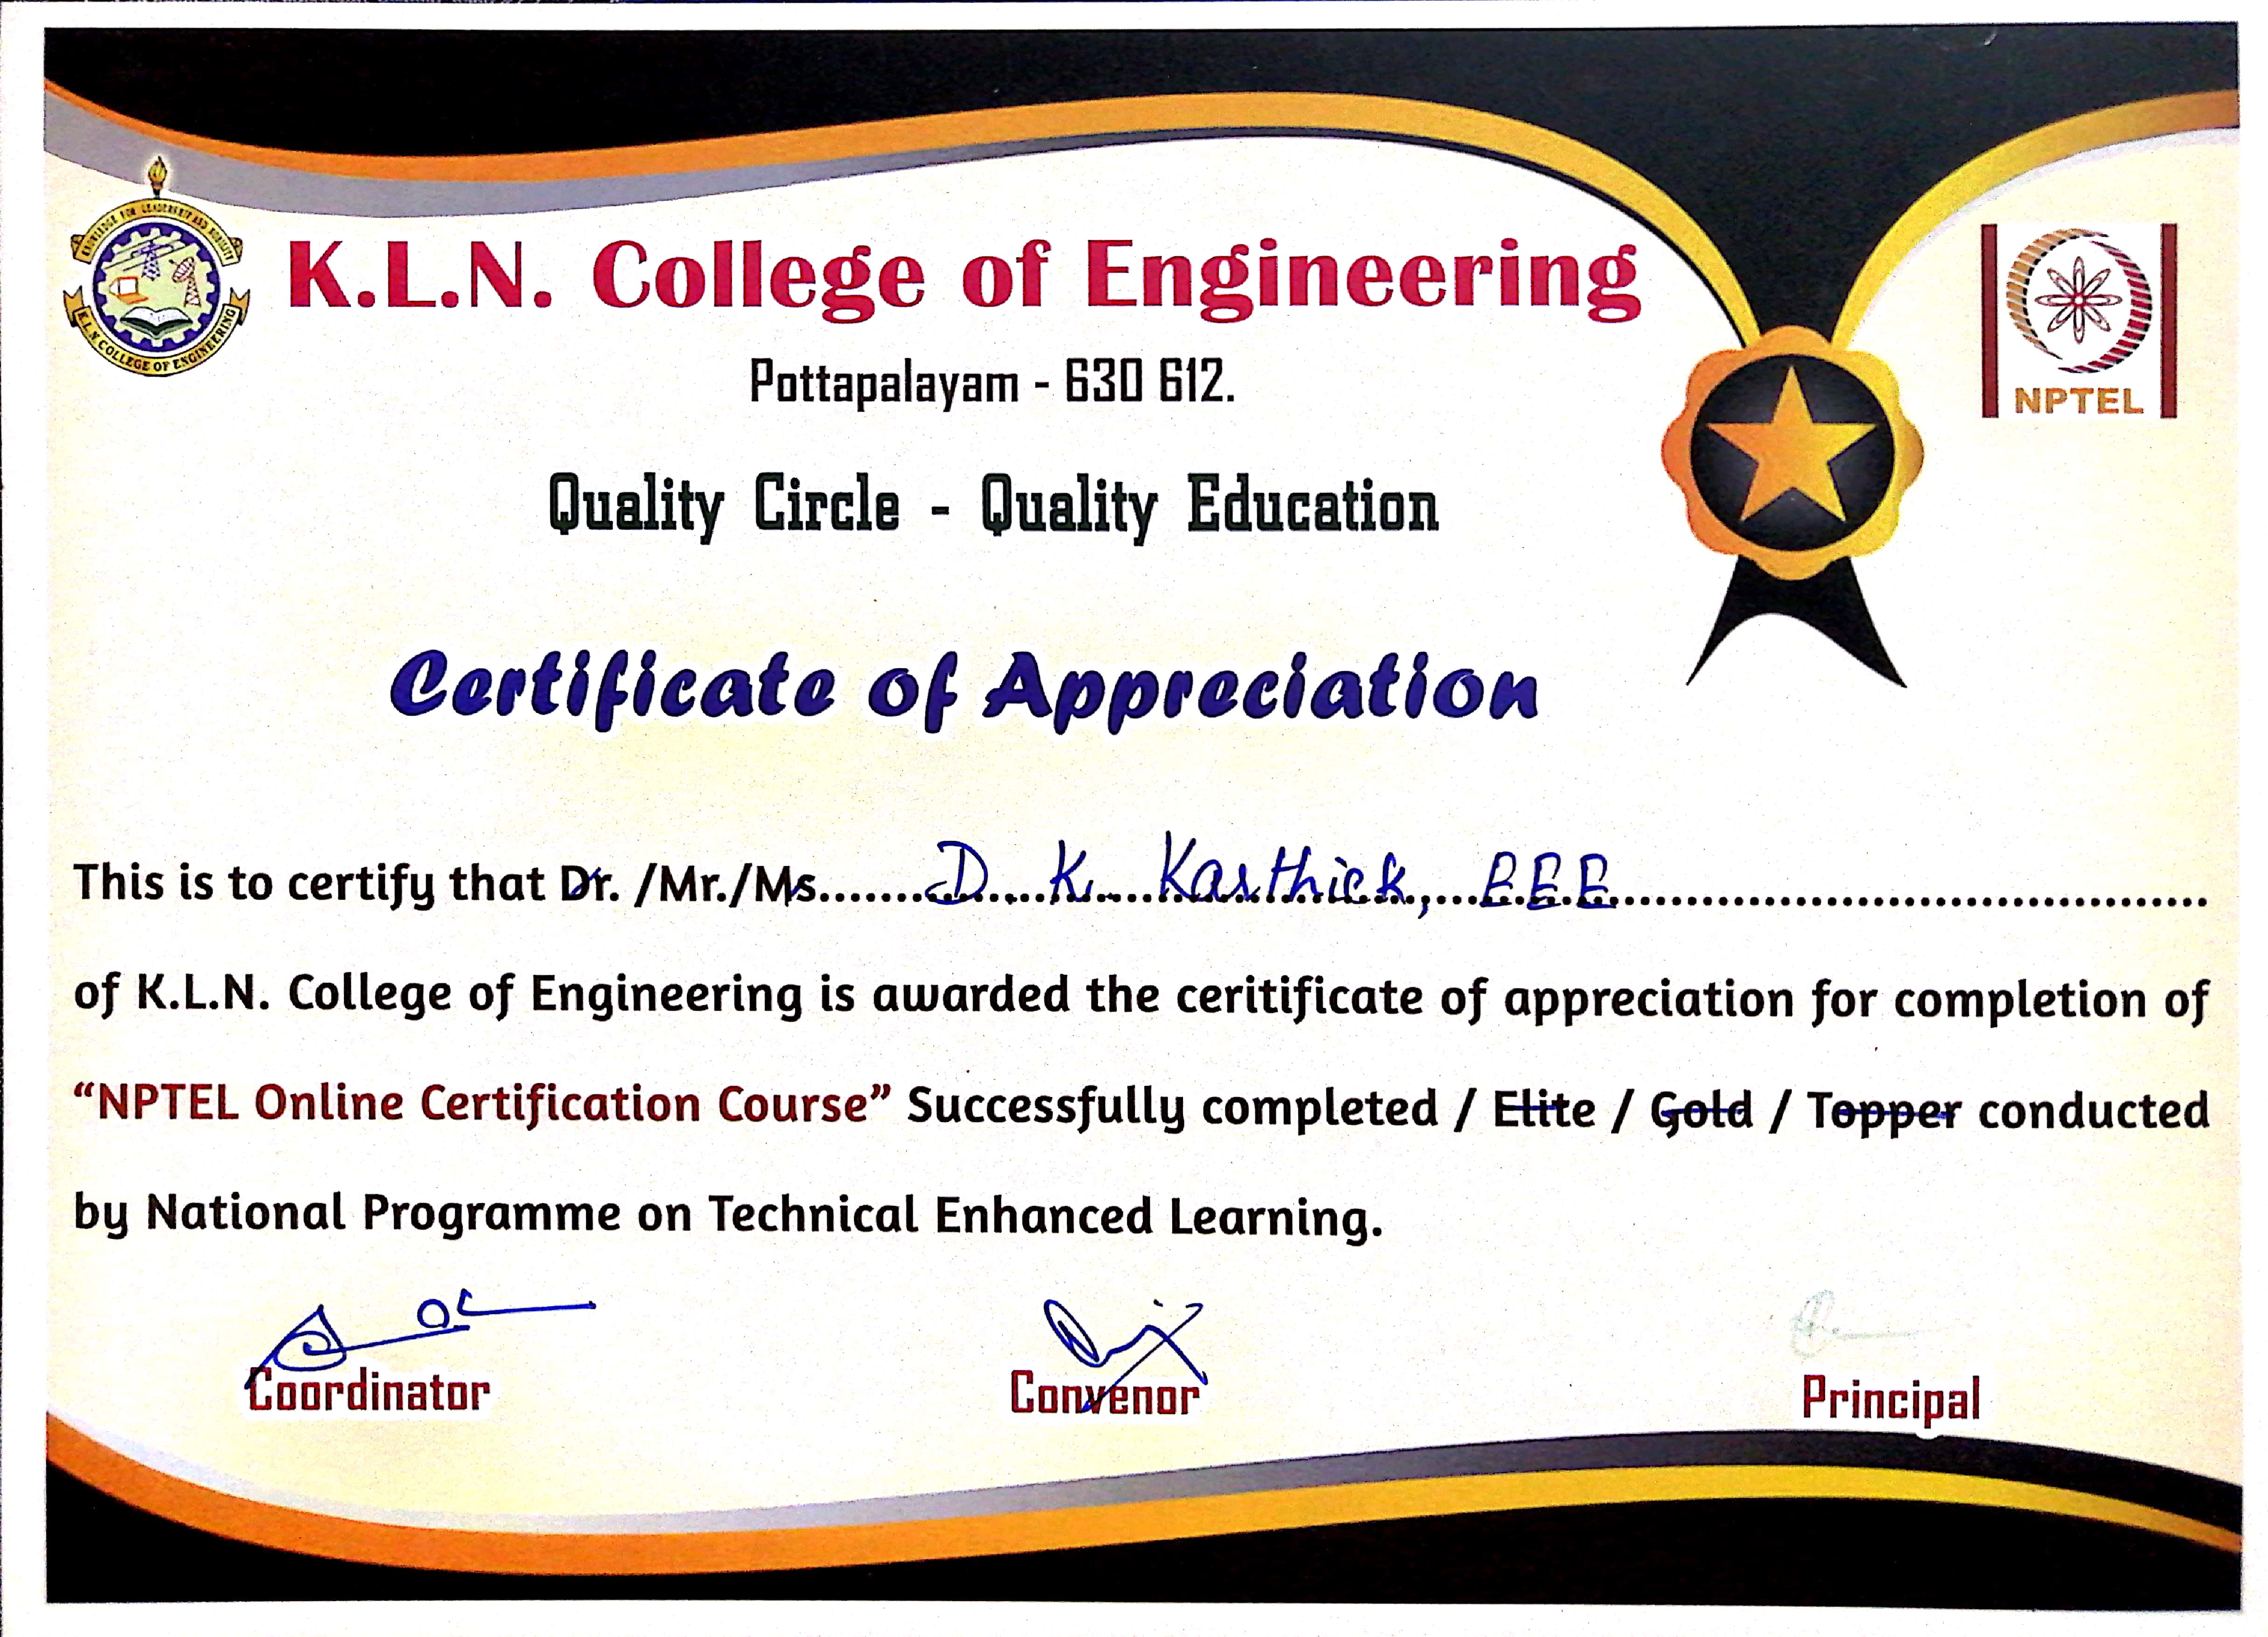 KNOWLEDGE FOR LEADERSHIP AND NOBILITY
K.L.N COLLEGE OF ENGINEERING
K.L.N. College of Engineering
NPTEL
Pottapalayam - 630 612.
Quality Circle - Quality Education
Certificate of Appreciation
This is to certify that Dr. /Mr./Ms........D....K....Karthick,...EEE...................................
of K.L.N. College of Engineering is awarded the ceritificate of appreciation for completion of
“NPTEL Online Certification Course” Successfully completed / Elite / Gold / Topper conducted
by National Programme on Technical Enhanced Learning.
Coordinator
Convenor
Principal